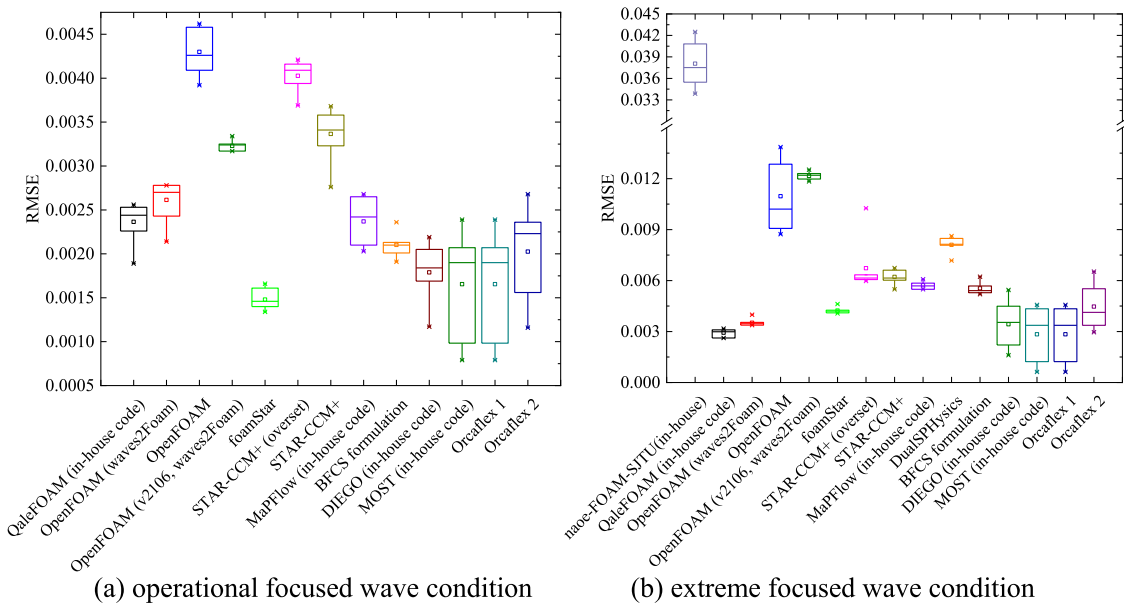 0.0045
0.0040
0.0035
0.0030
0.0025
0.0020
0.0015
0.0010
0.0005
RMSE
QaleFOAM (in-house code)
OpenFOAM (waves2Foam)
OpenFOAM
OpenFOAM (v2106, waves2Foam)
foamStar
STAR-CCM+ (overset)
STAR-CCM+
MaPFlow (in-house code)
BFCS formrulation
DIEGO (in-house code)
MOST (in-house code)
Orcaflex 1
Orcaflex 2
(a) operational focused wave condition
0.045
0.042
0.039
0.036
0.033
0.012
0.009
0.006
0.003
0.000
RMSE
naoe-FOAM-SJTU(in-house)
QaleFOAM (in-house code)
OpenFOAM (waves2Foam)
OpenFOAM
OpenFOAM (v2106, waves2Foam)
foamStar
STAR-CCM+ (overset)
STAR-CCM+
MaPFlow (in-house code)
DualSPHysics
BFCS formulation
DIEGO (in-house code)
MOST (in-house code)
Orcaflex 1
Orcaflex 2
(b) extreme focused wave condition